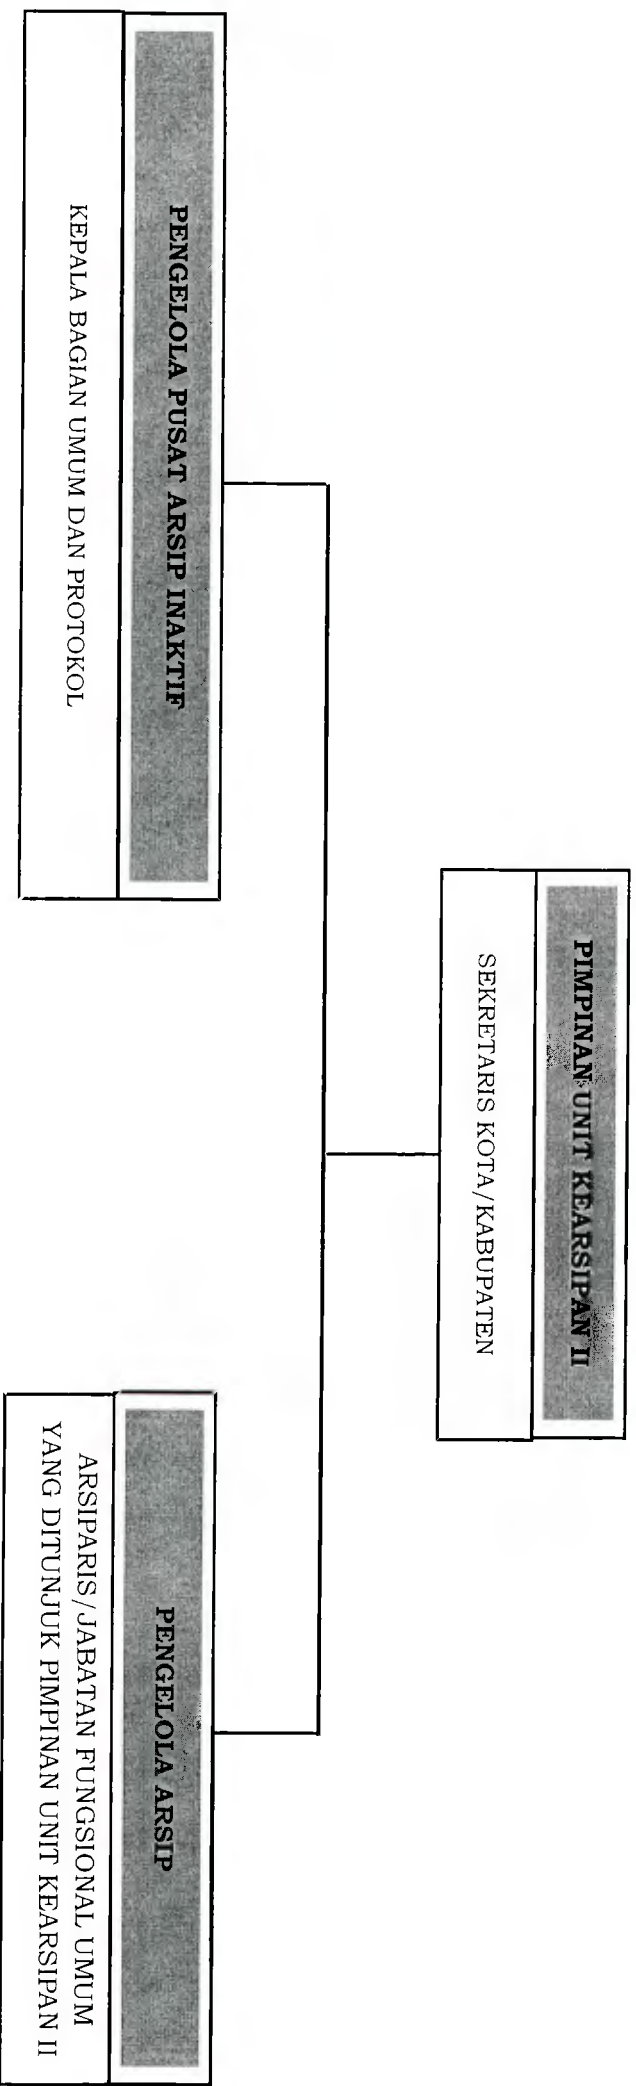 PIMPINAN UNIT KEARSIPAN II
SEKRETARIS KOTA/KABUPATEN
PENGELOLA PUSAT ARSIP INAKTIF
KEPALA BAGIAN UMUM DAN PROTOKOL
PENGELOLA ARSIP
ARSIPARIS/JABATAN FUNGSIONAL UMUM
YANG DITUNJUK PIMPINAN UNIT KEARSIPAN II